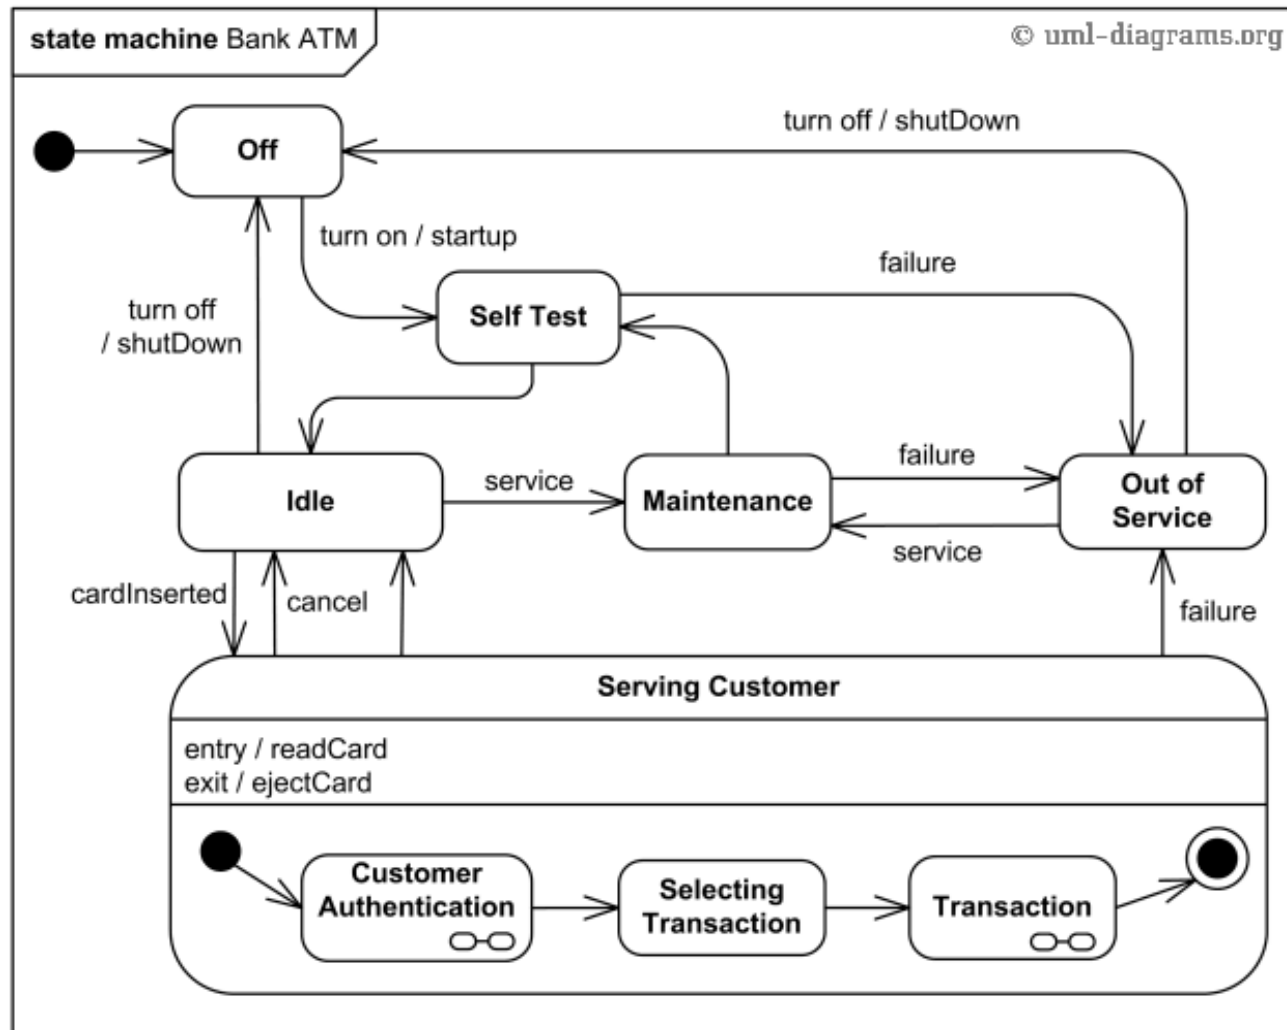 state machine Bank ATM
© uml-diagrams.org
turn off / shutDown
Off
turn on / startup
failure
Self Test
turn off
/ shutDown
Idle
service
Maintenance
failure
service
Out of
Service
cardInserted
cancel
failure
Serving Customer
entry / readCard
exit / ejectCard
Customer
Authentication
Selecting
Transaction
Transaction